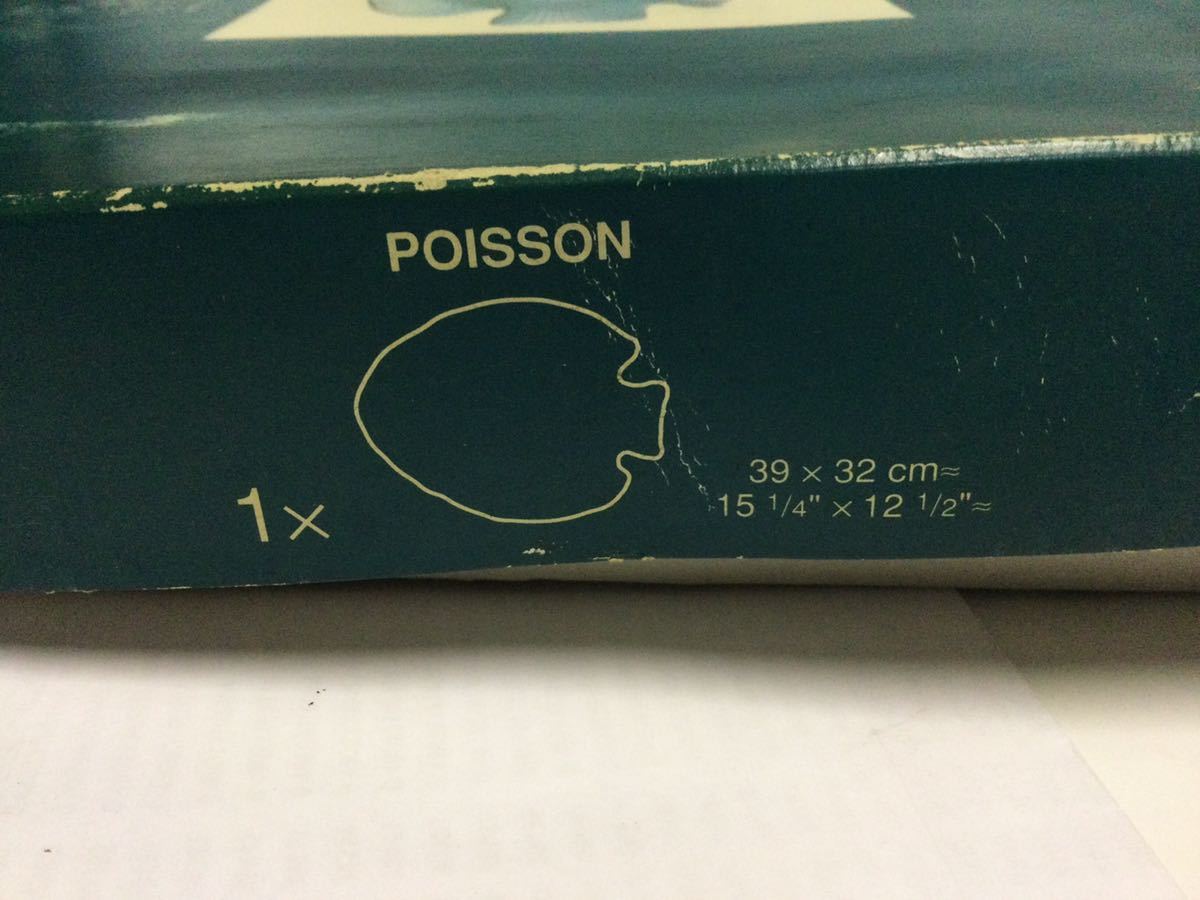 POISSON
1×
39 × 32 cm≈
15 1/4" × 12 1/2"≈